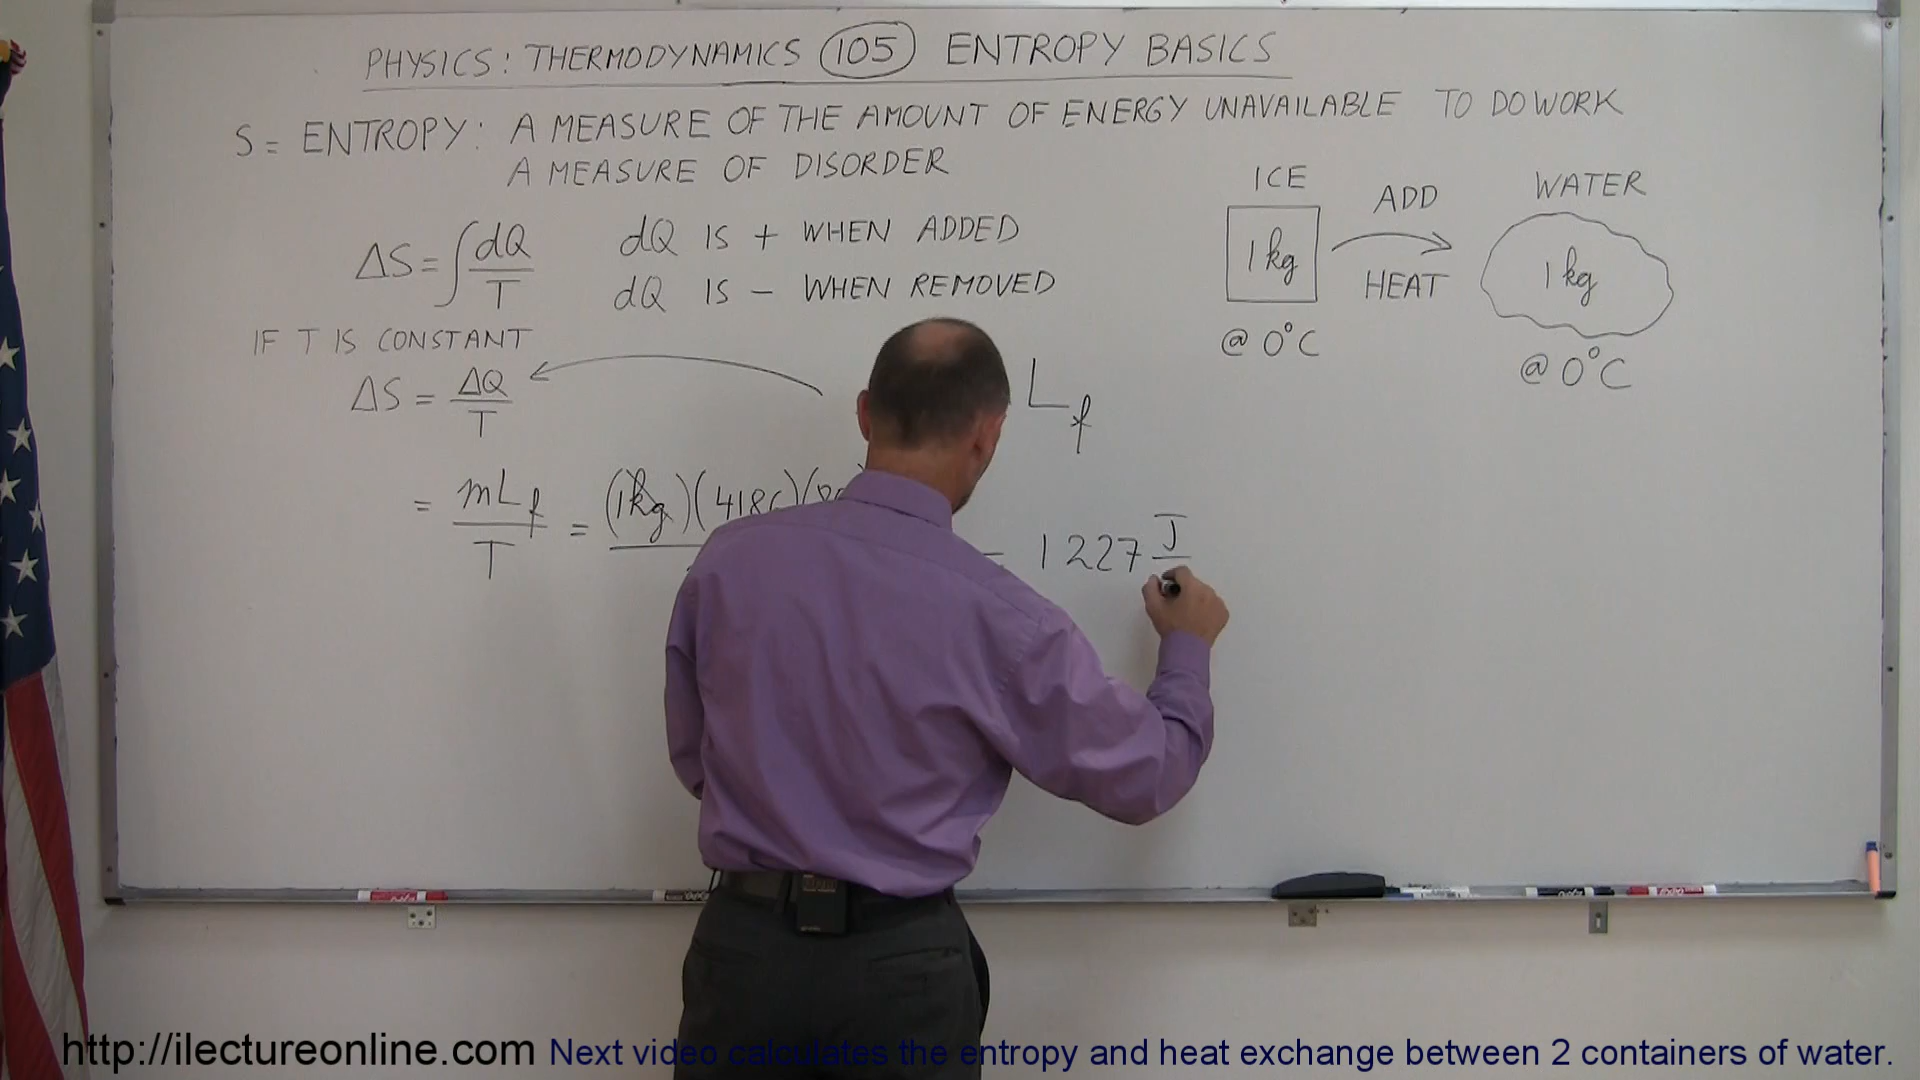 PHYSICS: THERMODYNAMICS 105 ENTROPY BASICS
S = ENTROPY: A MEASURE OF THE AMOUNT OF ENERGY UNAVAILABLE TO DO WORK
A MEASURE OF DISORDER
ΔS = ∫ dQ / T
dQ IS + WHEN ADDED
dQ IS − WHEN REMOVED
ICE
1 kg
@ 0°C
ADD
HEAT
WATER
1 kg
@ 0°C
IF T IS CONSTANT
ΔS = ΔQ / T
L_f
= mL_f / T = (1kg)(4186)(80
= 1227 J
http://ilectureonline.com Next video calculates the entropy and heat exchange between 2 containers of water.